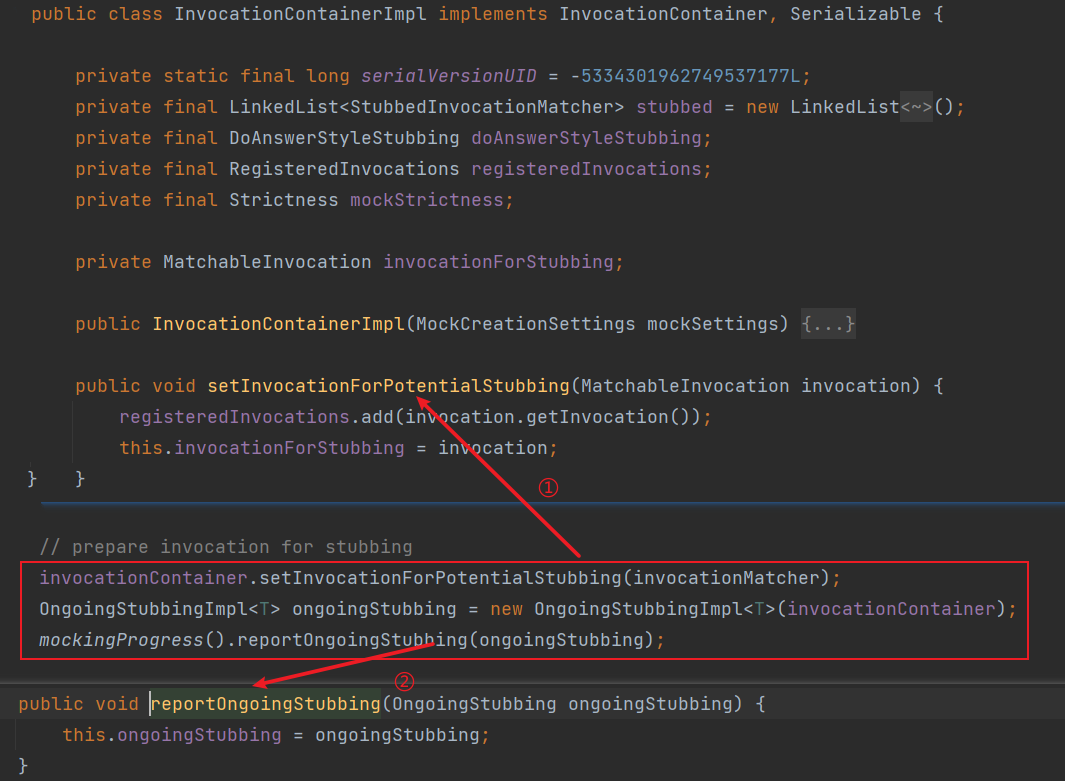 public class InvocationContainerImpl implements InvocationContainer, Serializable {
private static final long serialVersionUID = -5334301962749537177L;
private final LinkedList<StubbedInvocationMatcher> stubbed = new LinkedList<~>();
private final DoAnswerStyleStubbing doAnswerStyleStubbing;
private final RegisteredInvocations registeredInvocations;
private final Strictness mockStrictness;
private MatchableInvocation invocationForStubbing;
public InvocationContainerImpl(MockCreationSettings mockSettings) {...}
public void setInvocationForPotentialStubbing(MatchableInvocation invocation) {
registeredInvocations.add(invocation.getInvocation());
this.invocationForStubbing = invocation;
} }
①
// prepare invocation for stubbing
invocationContainer.setInvocationForPotentialStubbing(invocationMatcher);
OngoingStubbingImpl<T> ongoingStubbing = new OngoingStubbingImpl<T>(invocationContainer);
mockingProgress().reportOngoingStubbing(ongoingStubbing);
②
public void reportOngoingStubbing(OngoingStubbing ongoingStubbing) {
this.ongoingStubbing = ongoingStubbing;
}